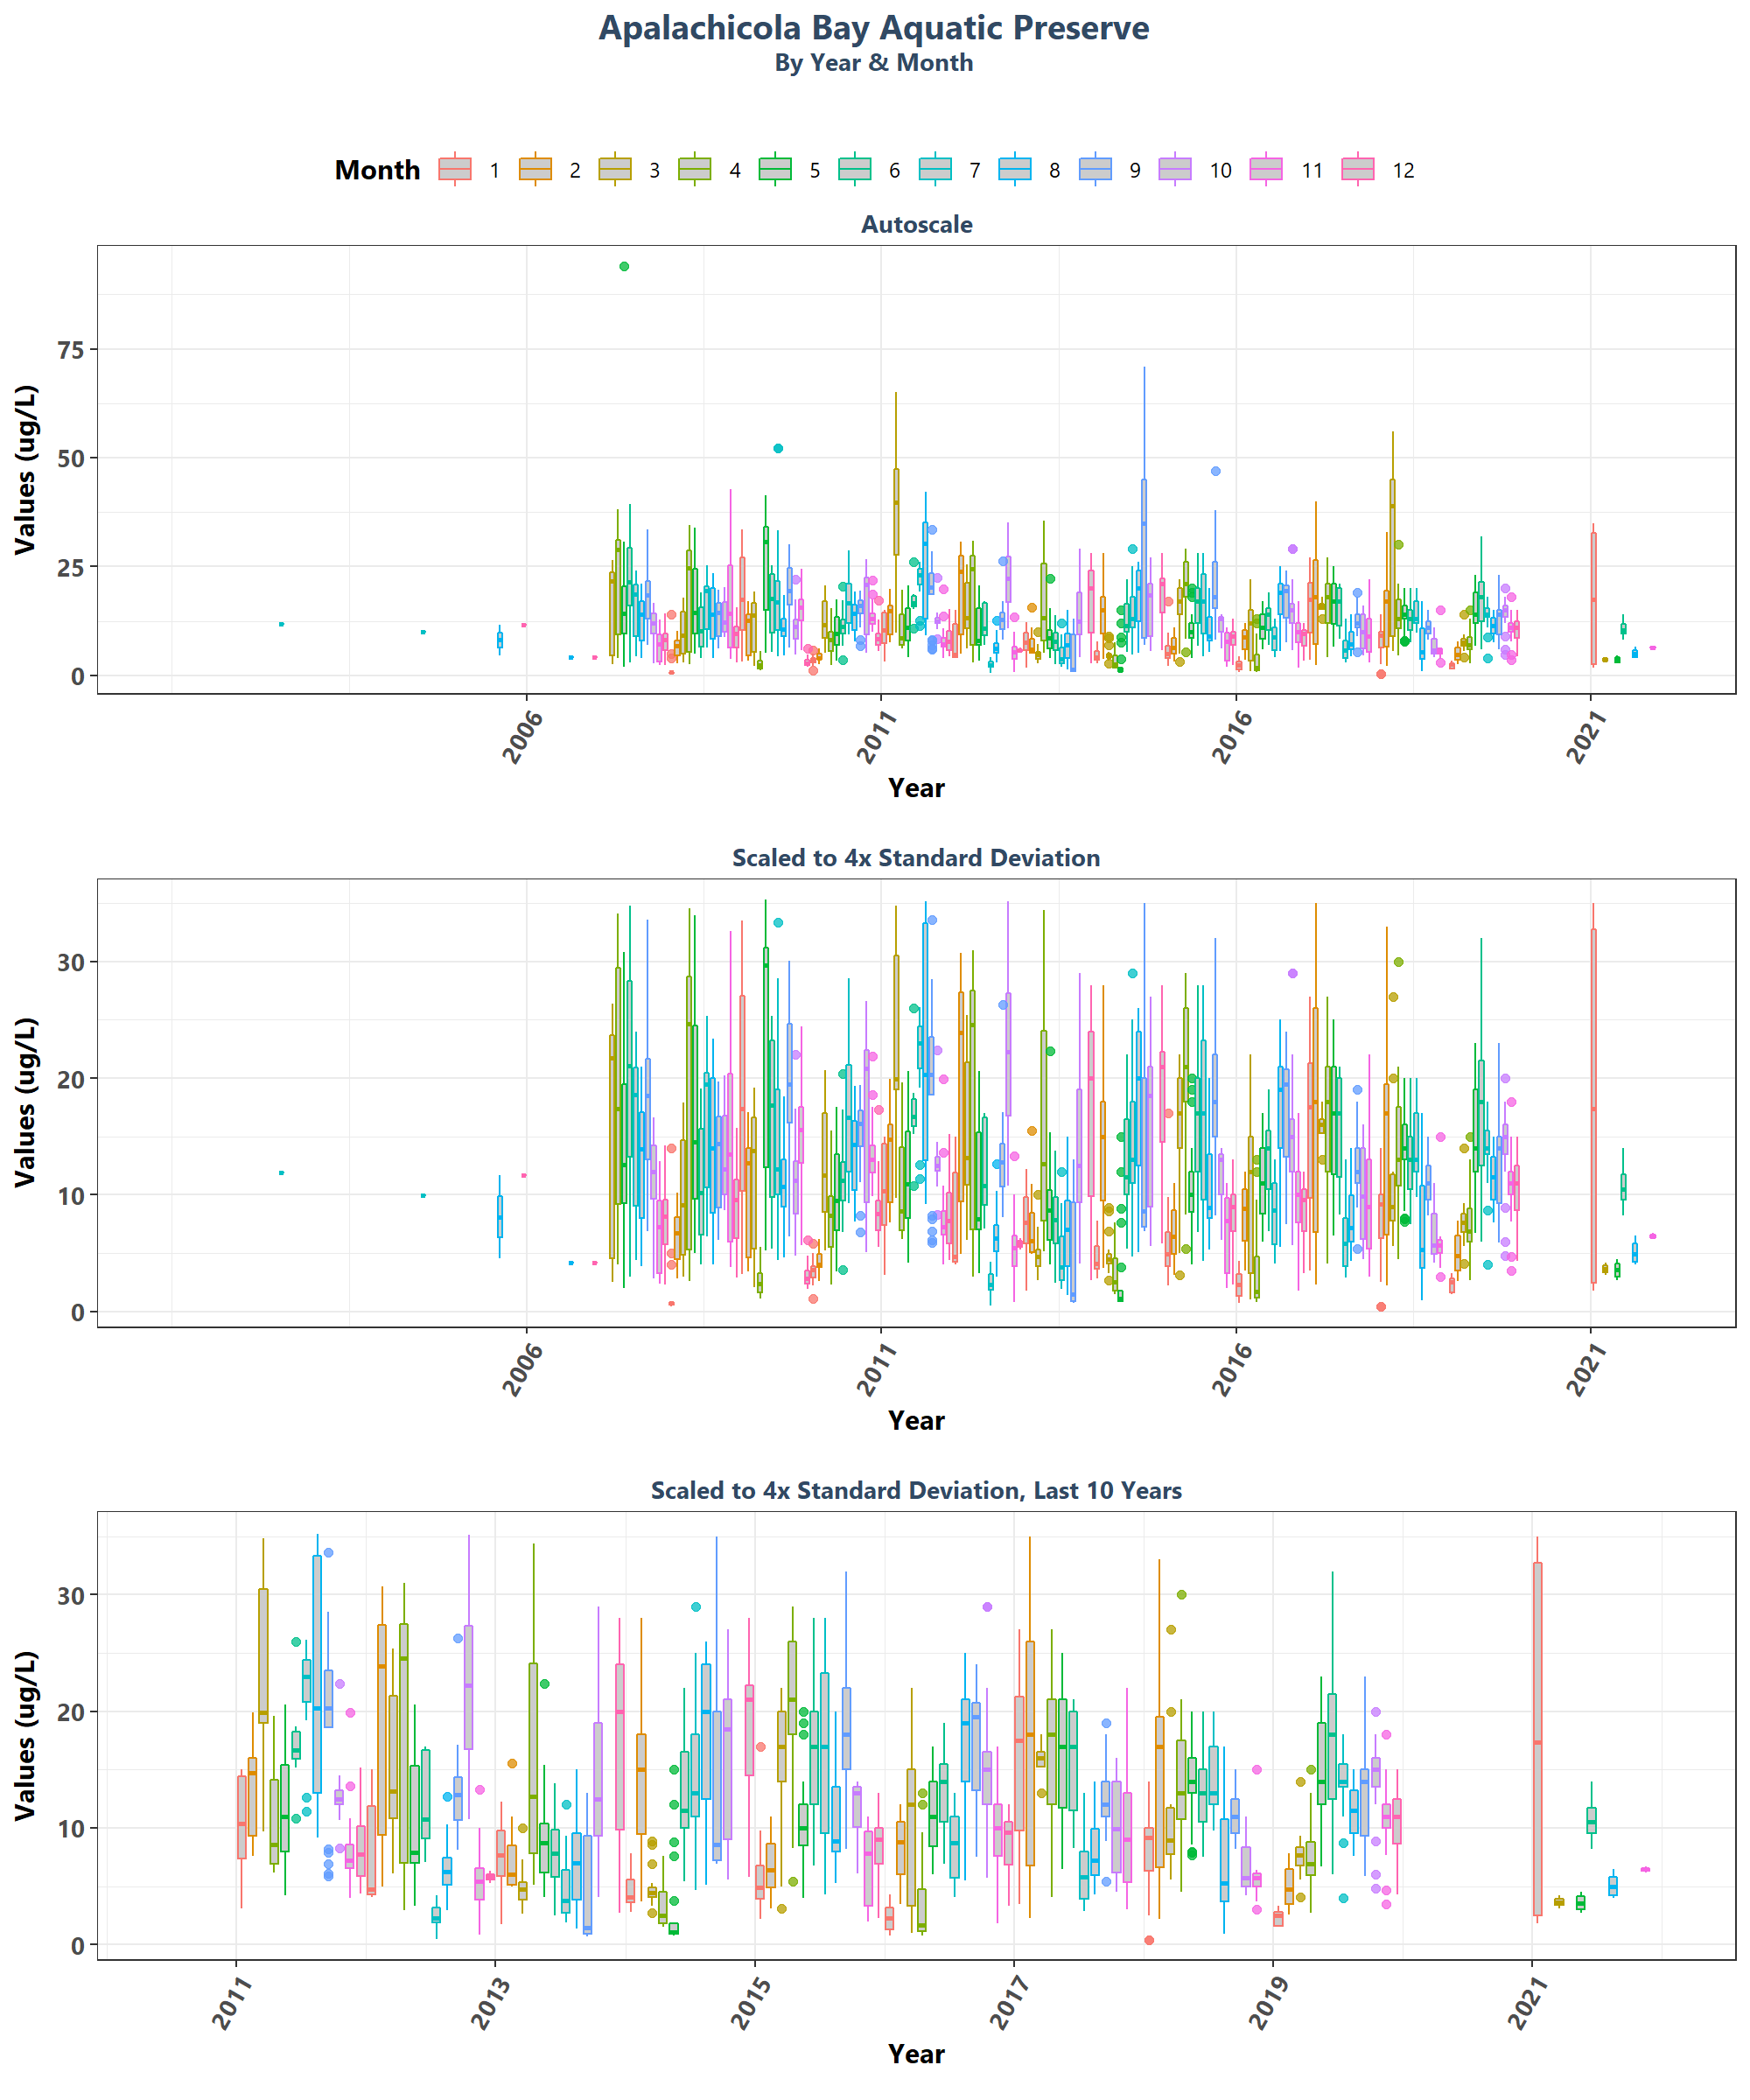 Apalachicola Bay Aquatic Preserve
By Year & Month
Month 1 2 3 4 5 6 7 8 9 10 11 12
Autoscale
Values (ug/L)
75
50
25
0
2006 2011 2016 2021
Year
Scaled to 4x Standard Deviation
Values (ug/L)
30
20
10
0
2006 2011 2016 2021
Year
Scaled to 4x Standard Deviation, Last 10 Years
Values (ug/L)
30
20
10
0
2011 2013 2015 2017 2019 2021
Year